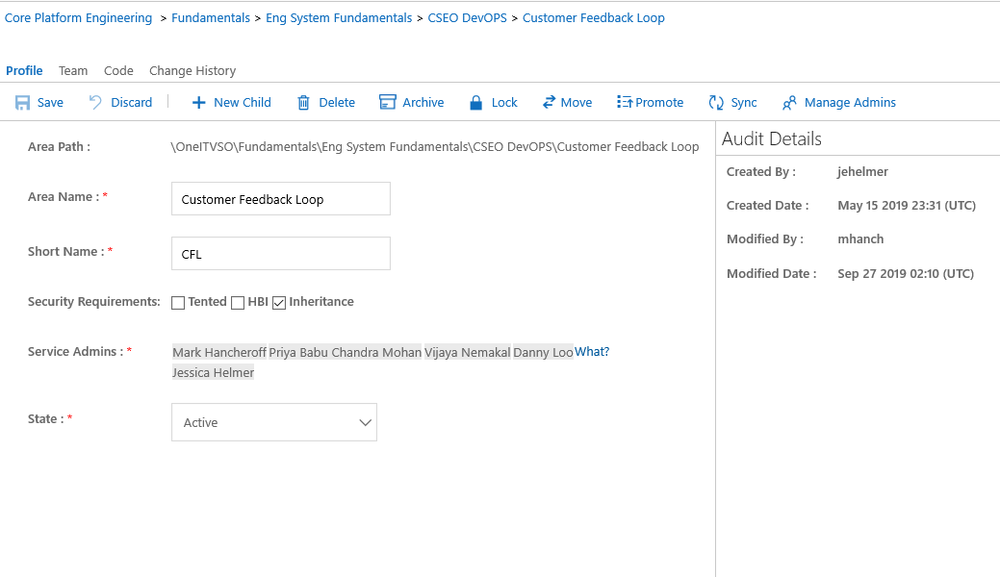 Core Platform Engineering > Fundamentals > Eng System Fundamentals > CSEO DevOPS > Customer Feedback Loop
Profile Team Code Change History
Save Discard New Child Delete Archive Lock Move Promote Sync Manage Admins
Area Path : \OneITVSO\Fundamentals\Eng System Fundamentals\CSEO DevOPS\Customer Feedback Loop
Area Name : * Customer Feedback Loop
Short Name : * CFL
Security Requirements: Tented HBI Inheritance
Service Admins : * Mark Hancheroff Priya Babu Chandra Mohan Vijaya Nemakal Danny Loo What?
Jessica Helmer
State : * Active
Audit Details
Created By : jehelmer
Created Date : May 15 2019 23:31 (UTC)
Modified By : mhanch
Modified Date : Sep 27 2019 02:10 (UTC)